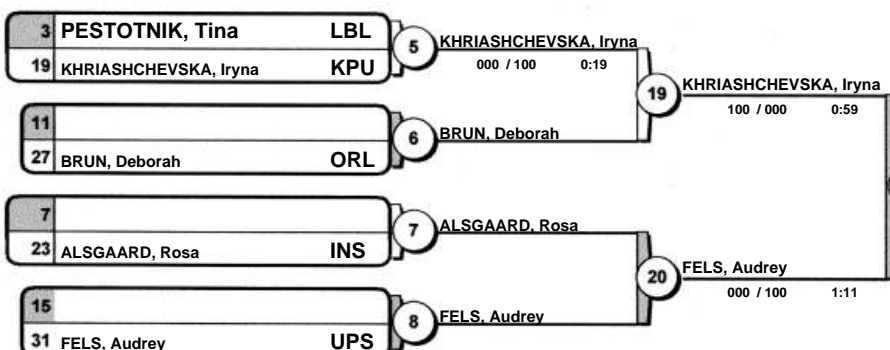 3 PESTOTNIK, Tina LBL
19 KHRIASHCHEVSKA, Iryna KPU
5
KHRIASHCHEVSKA, Iryna
000 / 100 0:19
11
27 BRUN, Deborah ORL
6
BRUN, Deborah
19
KHRIASHCHEVSKA, Iryna
100 / 000 0:59
7
23 ALSGAARD, Rosa INS
7
ALSGAARD, Rosa
15
31 FELS, Audrey UPS
8
FELS, Audrey
20
FELS, Audrey
000 / 100 1:11